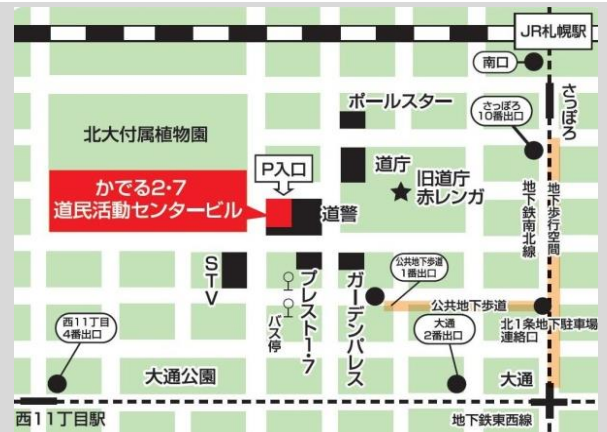 JR札幌駅
南口
さっぽろ
さっぽろ
10番出口
ポールスター
北大付属植物園
P入口
道庁
旧道庁
赤レンガ
かでる2・7
道民活動センタービル
道警
地下鉄南北線
地下歩行空間
STV
プレスト1・7
バス停
ガーデンパレス
公共地下歩道
1番出口
公共地下歩道
北1条地下駐車場
連絡口
西11丁目
4番出口
大通
2番出口
大通公園
大通
西11丁目駅
地下鉄東西線